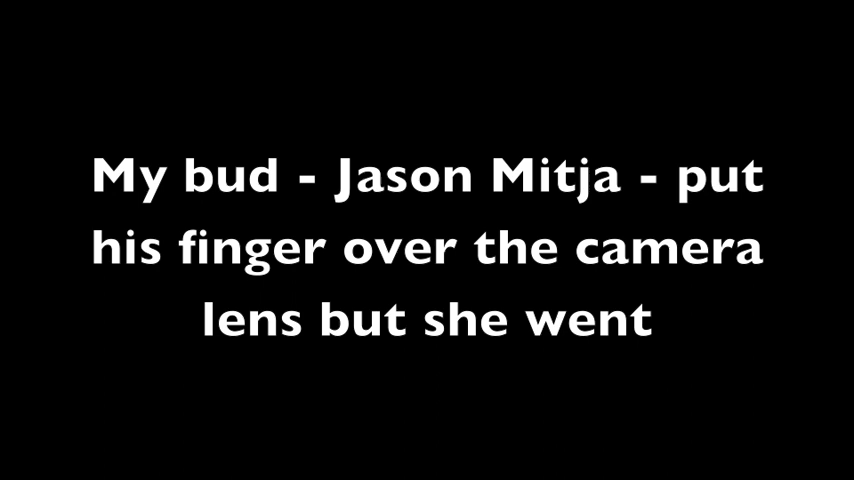 My bud - Jason Mitja - put
his finger over the camera
lens but she went